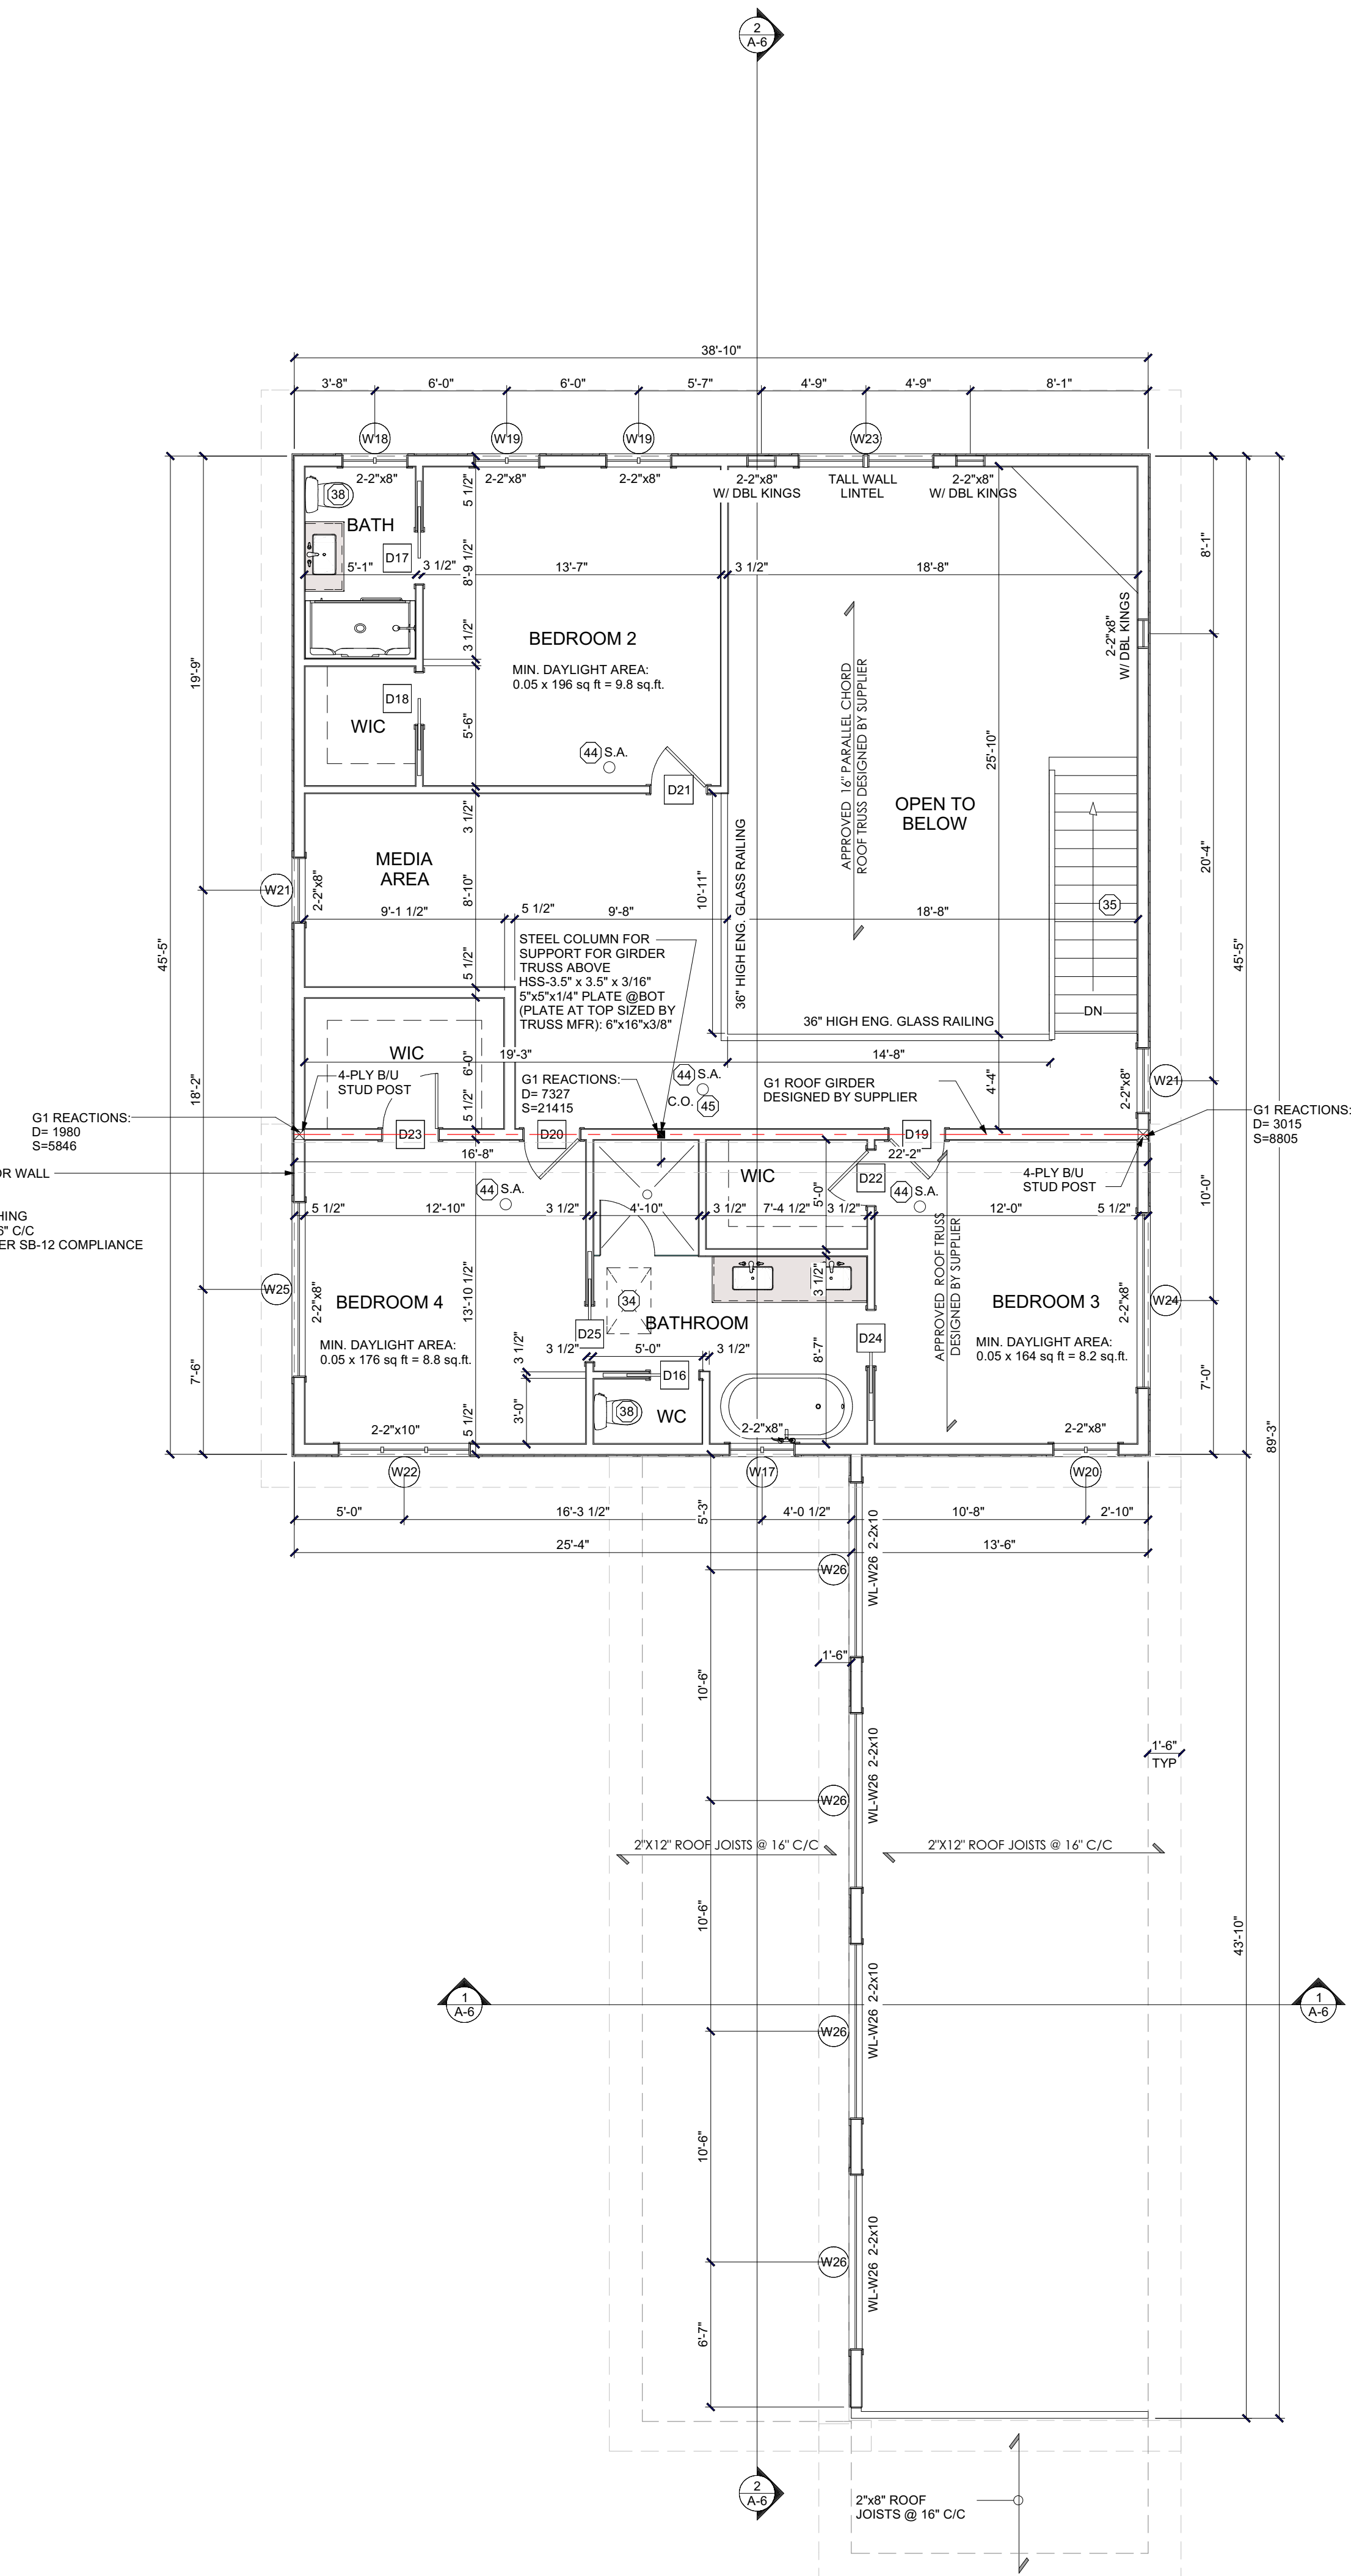 2
A-6
38'-10"
3'-8"
6'-0"
6'-0"
5'-7"
4'-9"
4'-9"
8'-1"
W18
W19
W19
W23
2-2"x8"
2-2"x8"
2-2"x8"
2-2"x8"
W/ DBL KINGS
TALL WALL
LINTEL
2-2"x8"
W/ DBL KINGS
38
BATH
D17
5 1/2"
8'-9 1/2"
8'-1"
5'-1"
3 1/2"
13'-7"
3 1/2"
18'-8"
2-2"x8"
W/ DBL KINGS
3 1/2"
BEDROOM 2
MIN. DAYLIGHT AREA:
0.05 x 196 sq ft = 9.8 sq.ft.
19'-9"
D18
WIC
5'-6"
44
S.A.
D21
APPROVED 16" PARALLEL CHORD
ROOF TRUSS DESIGNED BY SUPPLIER
25'-10"
OPEN TO
BELOW
3 1/2"
MEDIA
AREA
W21
2-2"x8"
8'-10"
10'-11"
36" HIGH ENG. GLASS RAILING
20'-4"
35
9'-1 1/2"
5 1/2"
9'-8"
18'-8"
45'-5"
45'-5"
STEEL COLUMN FOR
SUPPORT FOR GIRDER
TRUSS ABOVE
HSS-3.5" x 3.5" x 3/16"
5"x5"x1/4" PLATE @BOT
(PLATE AT TOP SIZED BY
TRUSS MFR): 6"x16"x3/8"
5 1/2"
DN
36" HIGH ENG. GLASS RAILING
WIC
19'-3"
14'-8"
6'-0"
4'-4"
4-PLY B/U
STUD POST
G1 REACTIONS:
D= 7327
S=21415
44
S.A.
C.O.
45
G1 ROOF GIRDER
DESIGNED BY SUPPLIER
2-2"x8"
W21
18'-2"
5 1/2"
G1 REACTIONS:
D= 1980
S=5846
G1 REACTIONS:
D= 3015
S=8805
D23
D20
D19
16'-8"
22'-2"
OR WALL
WIC
D22
4-PLY B/U
STUD POST
44
S.A.
44
S.A.
5'-0"
10'-0"
HING
6" C/C
ER SB-12 COMPLIANCE
5 1/2"
12'-10"
3 1/2"
4'-10"
3 1/2"
7'-4 1/2"
3 1/2"
12'-0"
5 1/2"
APPROVED ROOF TRUSS
DESIGNED BY SUPPLIER
W25
2-2"x8"
BEDROOM 4
13'-10 1/2"
34
3 1/2"
BEDROOM 3
2-2"x8"
W24
BATHROOM
D25
D24
MIN. DAYLIGHT AREA:
0.05 x 176 sq ft = 8.8 sq.ft.
MIN. DAYLIGHT AREA:
0.05 x 164 sq ft = 8.2 sq.ft.
3 1/2"
3 1/2"
5'-0"
3 1/2"
8'-7"
D16
7'-6"
7'-0"
3'-0"
38
WC
5 1/2"
2-2"x10"
2-2"x8"
2-2"x8"
89'-3"
W22
W17
W20
5'-0"
16'-3 1/2"
5'-3"
4'-0 1/2"
10'-8"
2'-10"
25'-4"
13'-6"
W26
WL-W26 2-2x10
1'-6"
10'-6"
1'-6"
TYP
W26
WL-W26 2-2x10
2"X12" ROOF JOISTS @ 16" C/C
2"X12" ROOF JOISTS @ 16" C/C
10'-6"
43'-10"
1
A-6
1
A-6
W26
WL-W26 2-2x10
10'-6"
W26
WL-W26 2-2x10
6'-7"
2
A-6
2"x8" ROOF
JOISTS @ 16" C/C